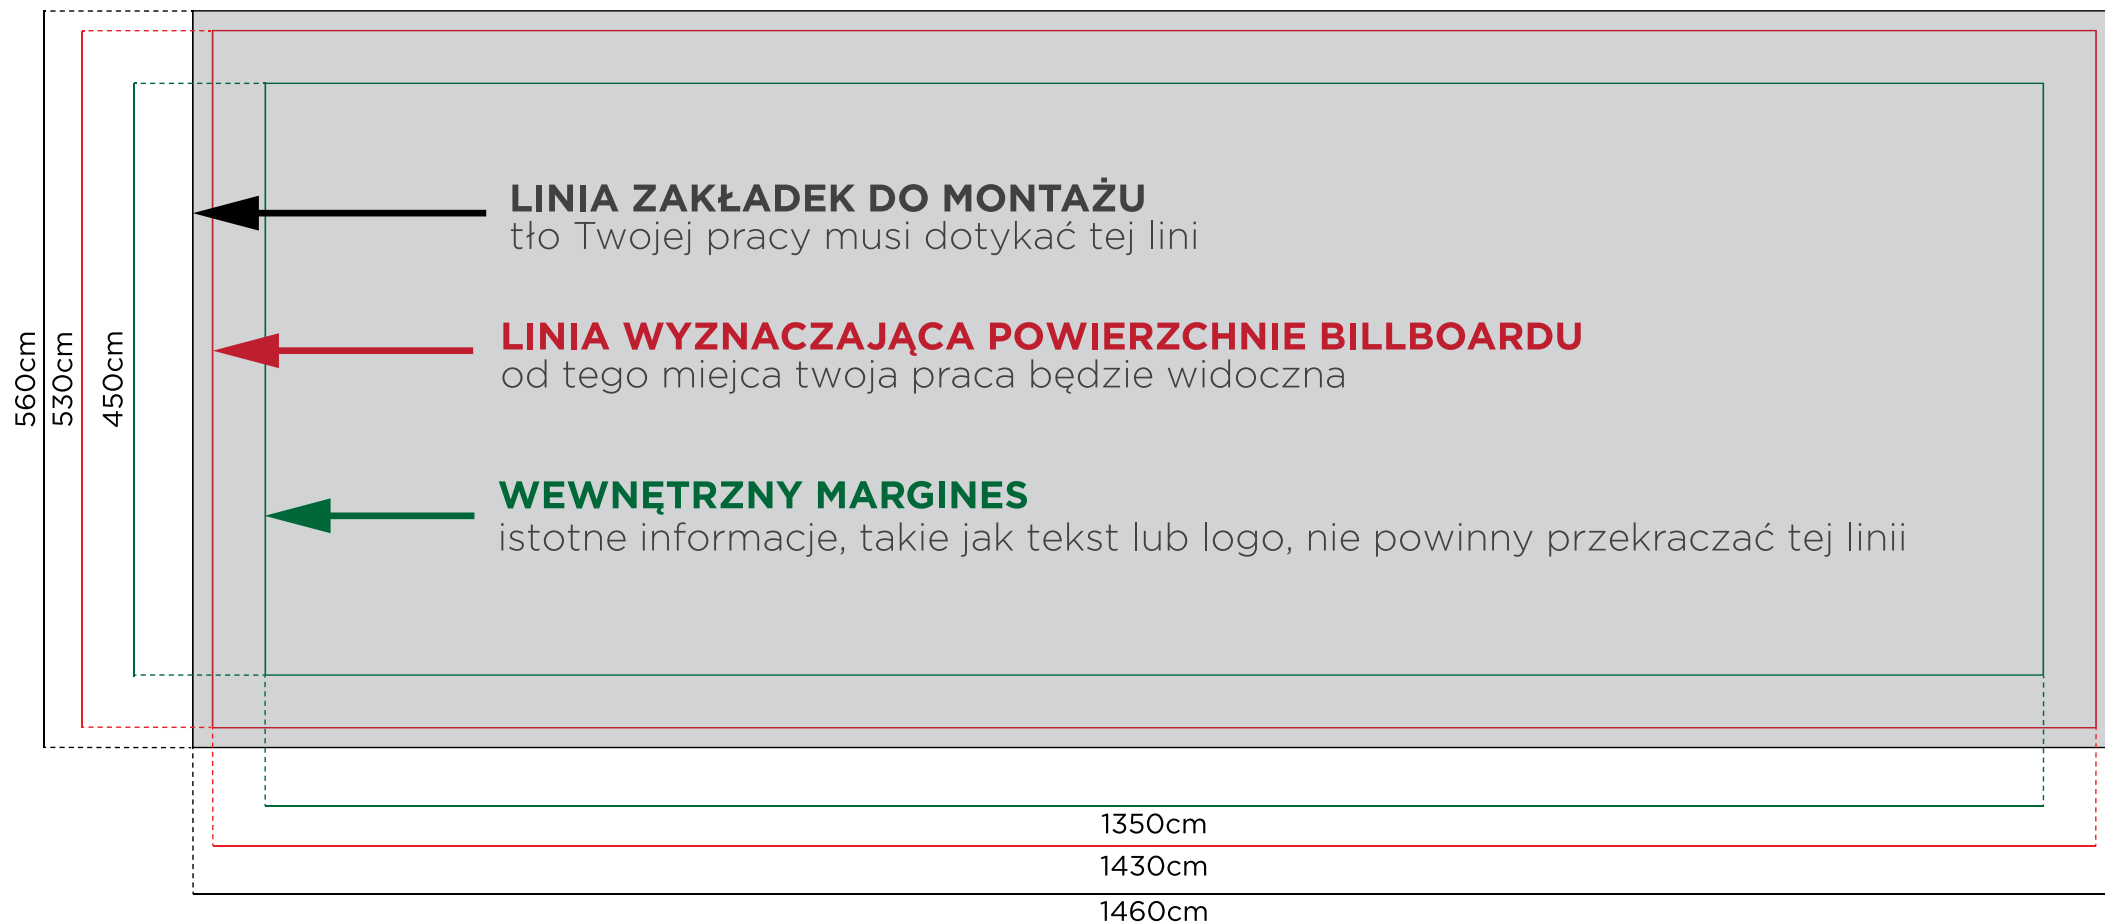 LINIA ZAKŁADEK DO MONTAŻU
tło Twojej pracy musi dotykać tej lini
LINIA WYZNACZAJĄCA POWIERZCHNIE BILLBOARDU
od tego miejca twoja praca będzie widoczna
WEWNĘTRZNY MARGINES
istotne informacje, takie jak tekst lub logo, nie powinny przekraczać tej linii
560cm
530cm
450cm
1350cm
1430cm
1460cm